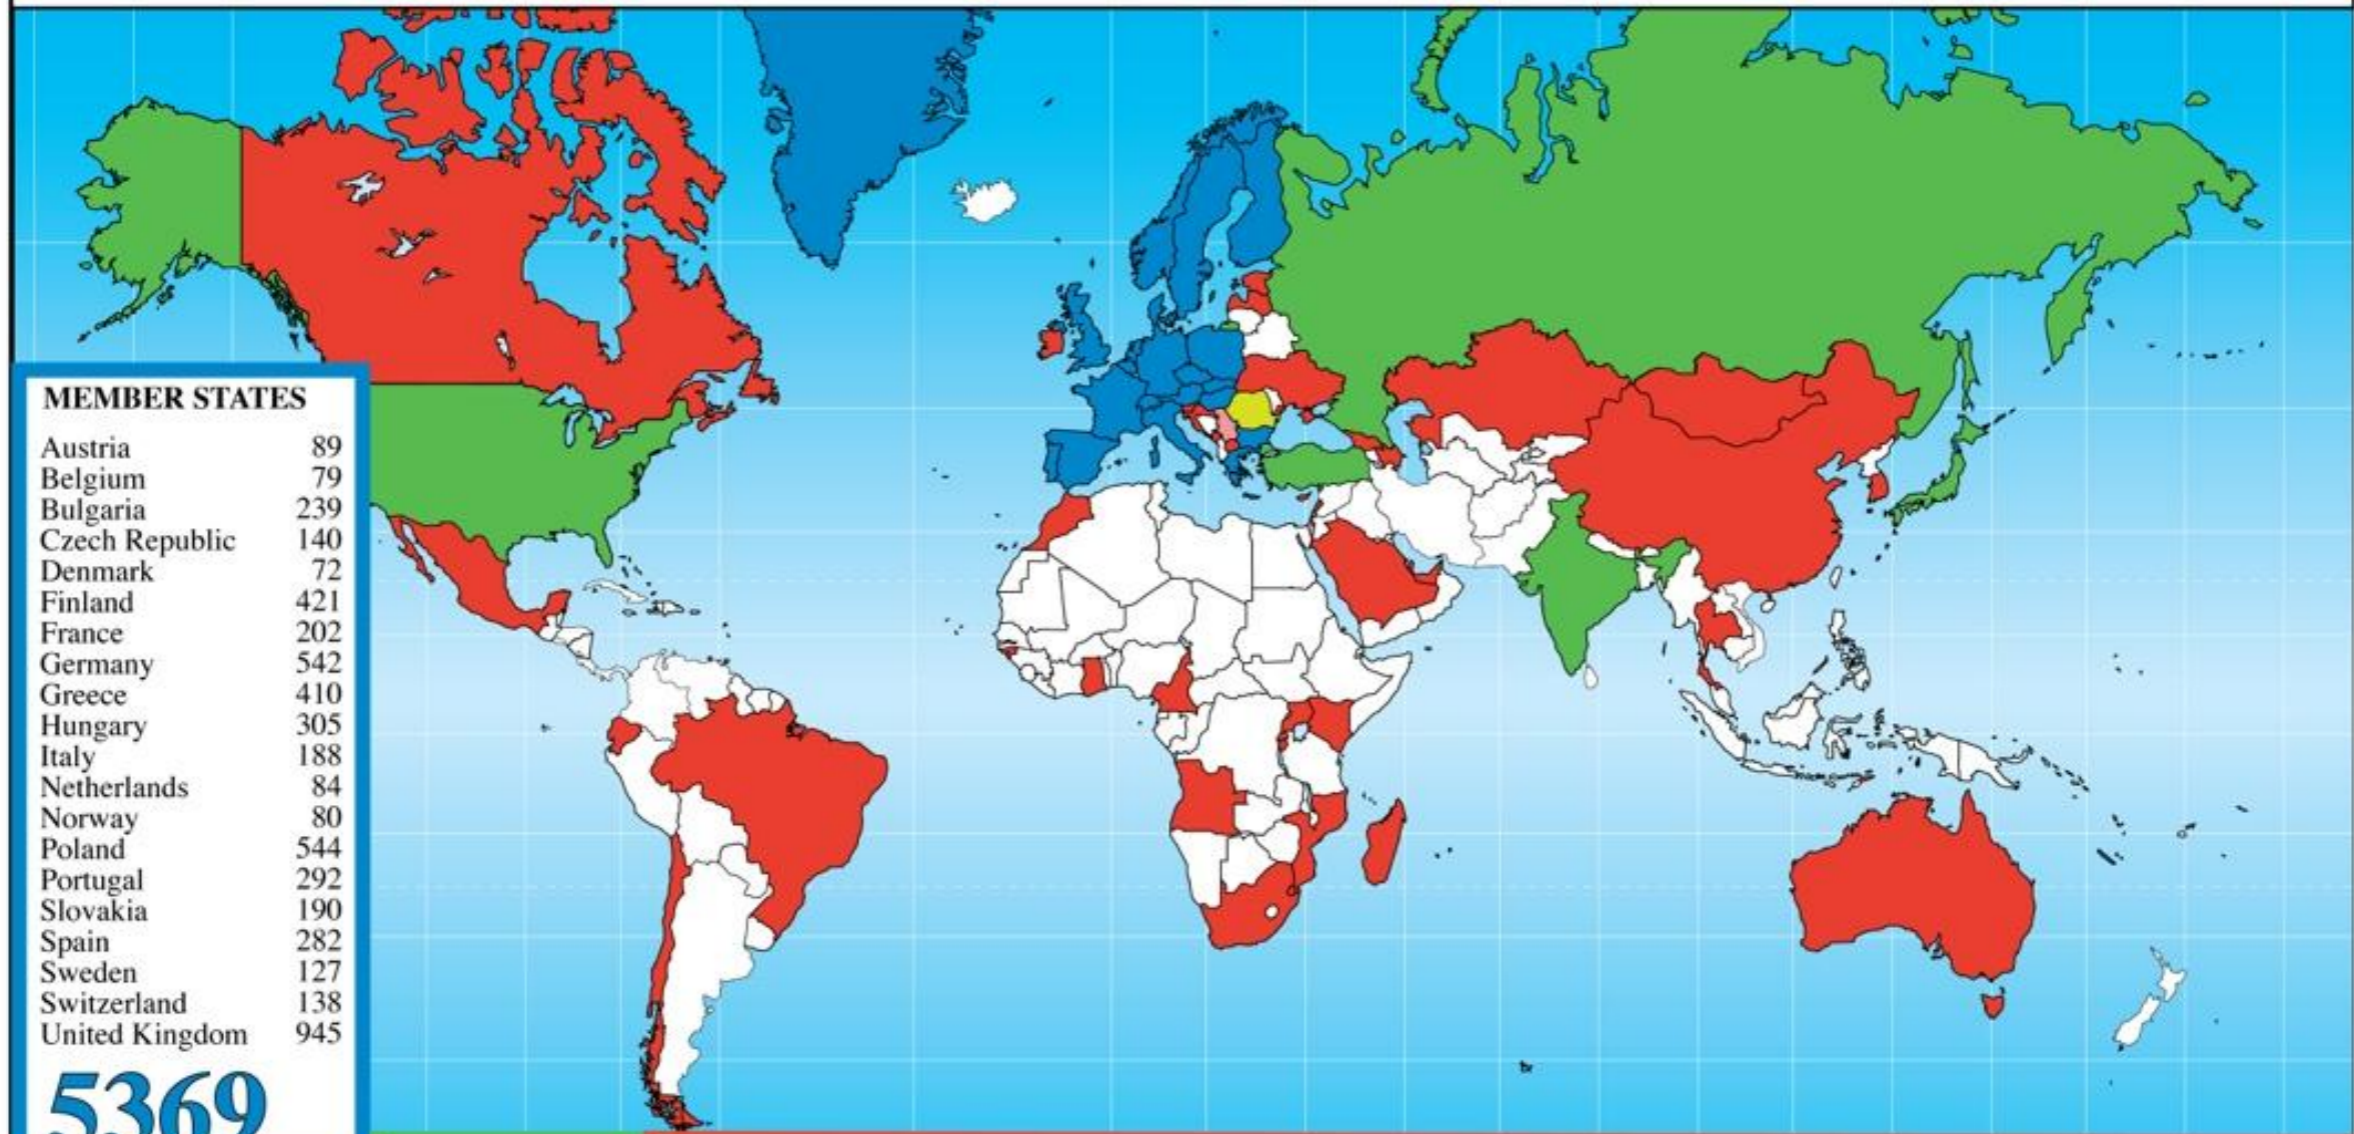 MEMBER STATES
Austria 89
Belgium 79
Bulgaria 239
Czech Republic 140
Denmark 72
Finland 421
France 202
Germany 542
Greece 410
Hungary 305
Italy 188
Netherlands 84
Norway 80
Poland 544
Portugal 292
Slovakia 190
Spain 282
Sweden 127
Switzerland 138
United Kingdom 945
5369